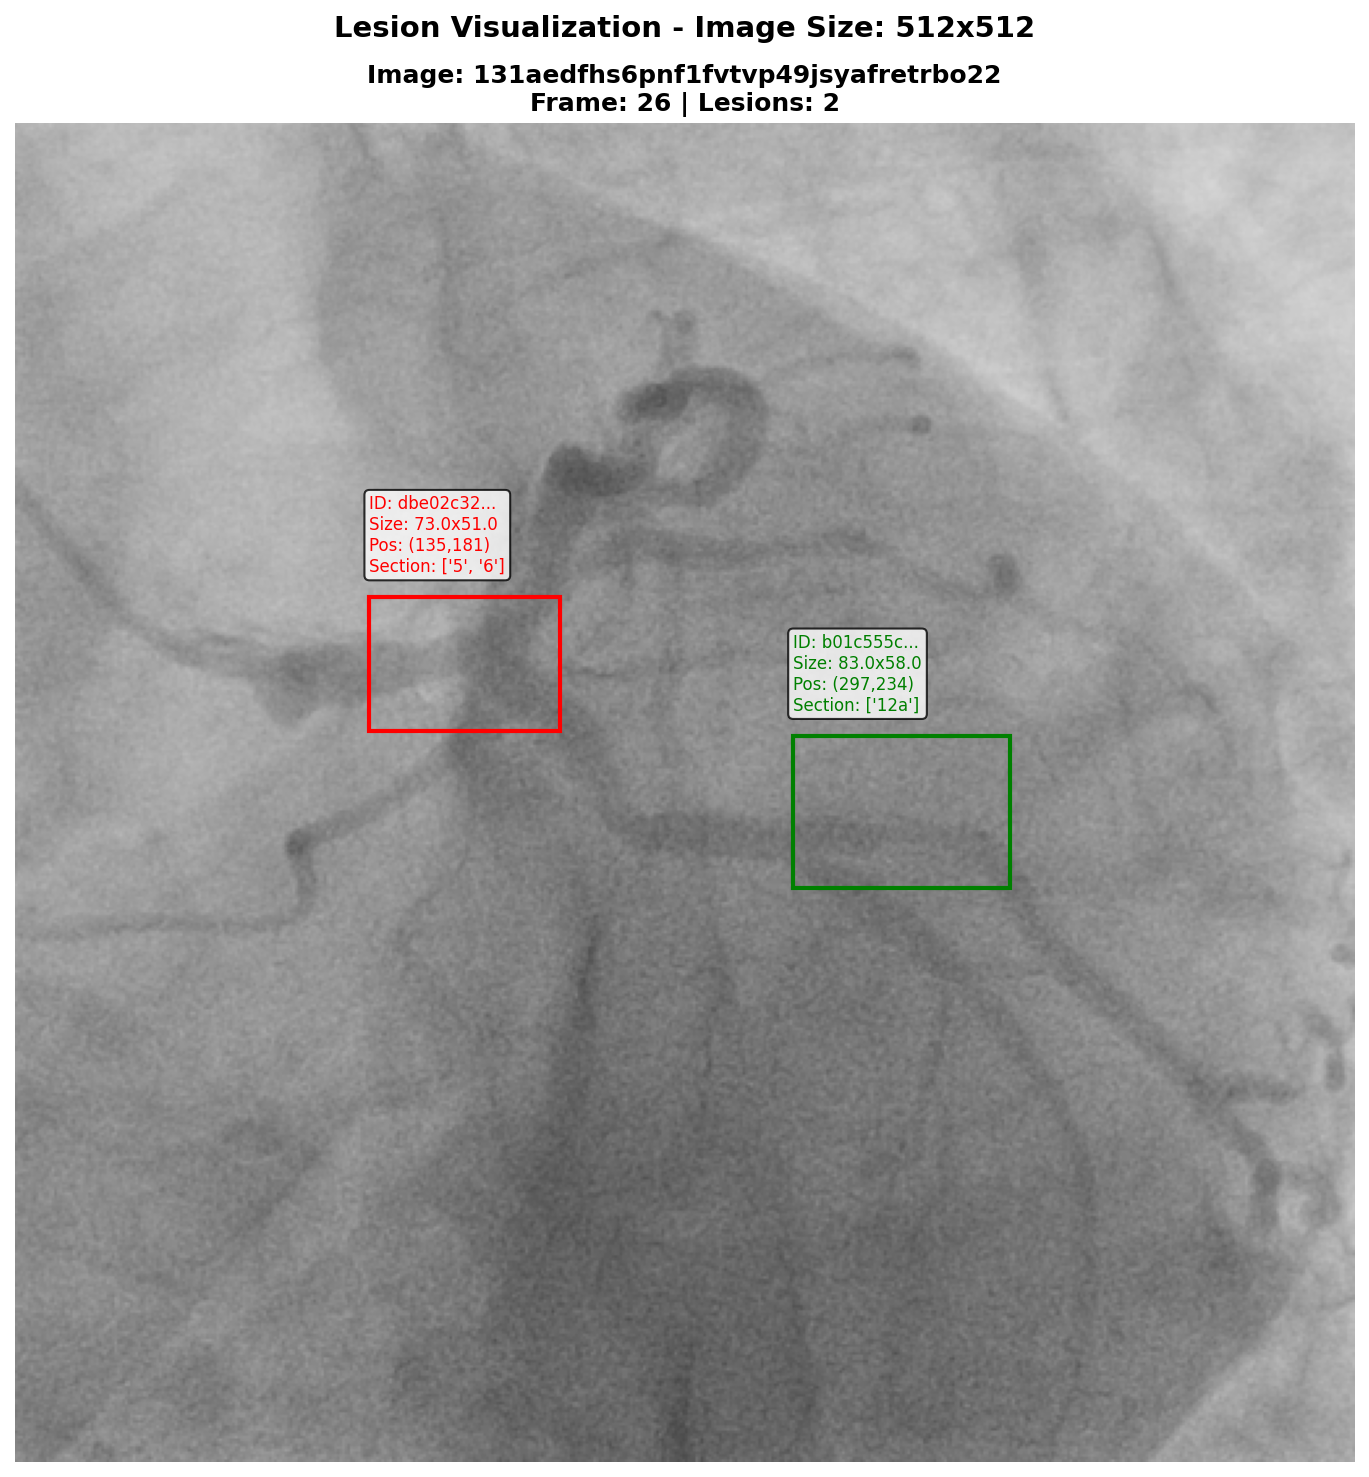 Lesion Visualization - Image Size: 512x512
Image: 131aedfhs6pnf1fvtvp49jsyafretrbo22
Frame: 26 | Lesions: 2
ID: dbe02c32...
Size: 73.0x51.0
Pos: (135,181)
Section: ['5', '6']
ID: b01c555c...
Size: 83.0x58.0
Pos: (297,234)
Section: ['12a']